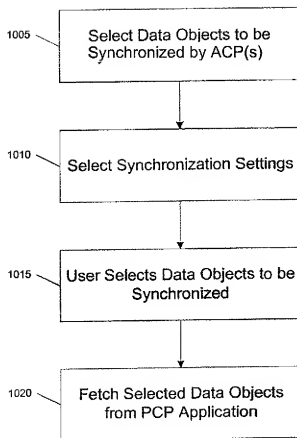 1005
Select Data Objects to be
Synchronized by ACP(s)
1010
Select Synchronization Settings
1015
User Selects Data Objects to be
Synchronized
1020
Fetch Selected Data Objects
from PCP Application